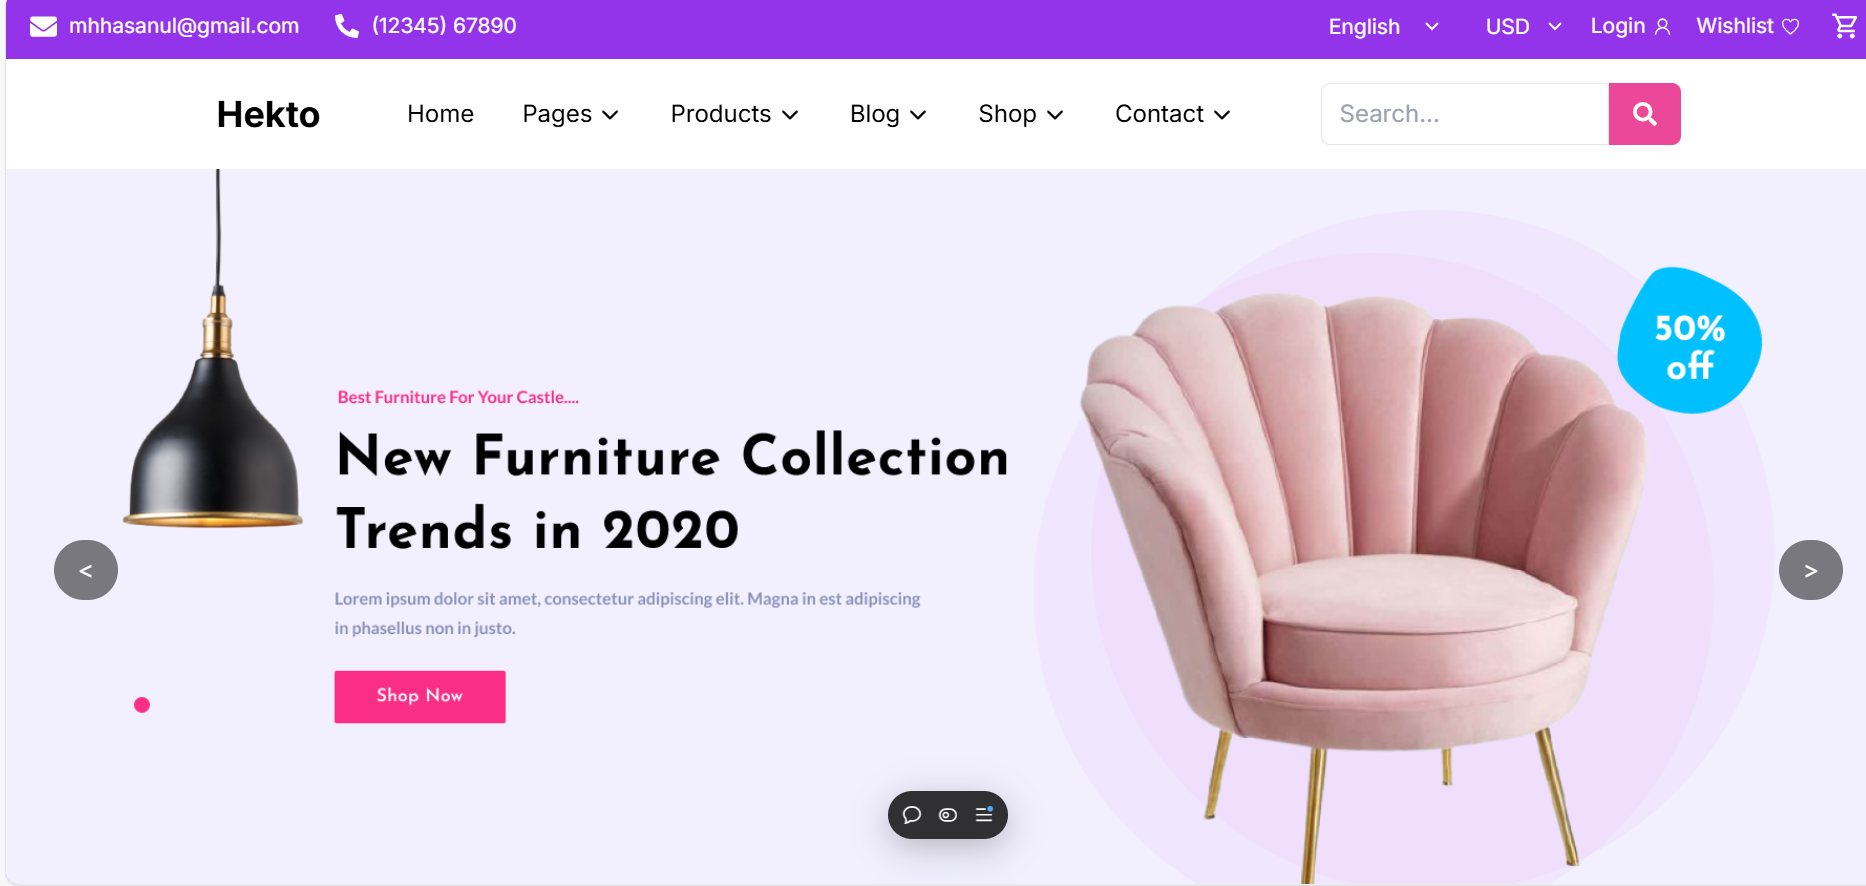 mhhasanul@gmail.com (12345) 67890 English USD Login Wishlist
Hekto Home Pages Products Blog Shop Contact Search...
50%
off
Best Furniture For Your Castle....
New Furniture Collection
Trends in 2020
< >
Lorem ipsum dolor sit amet, consectetur adipiscing elit. Magna in est adipiscing
in phasellus non in justo.
Shop Now